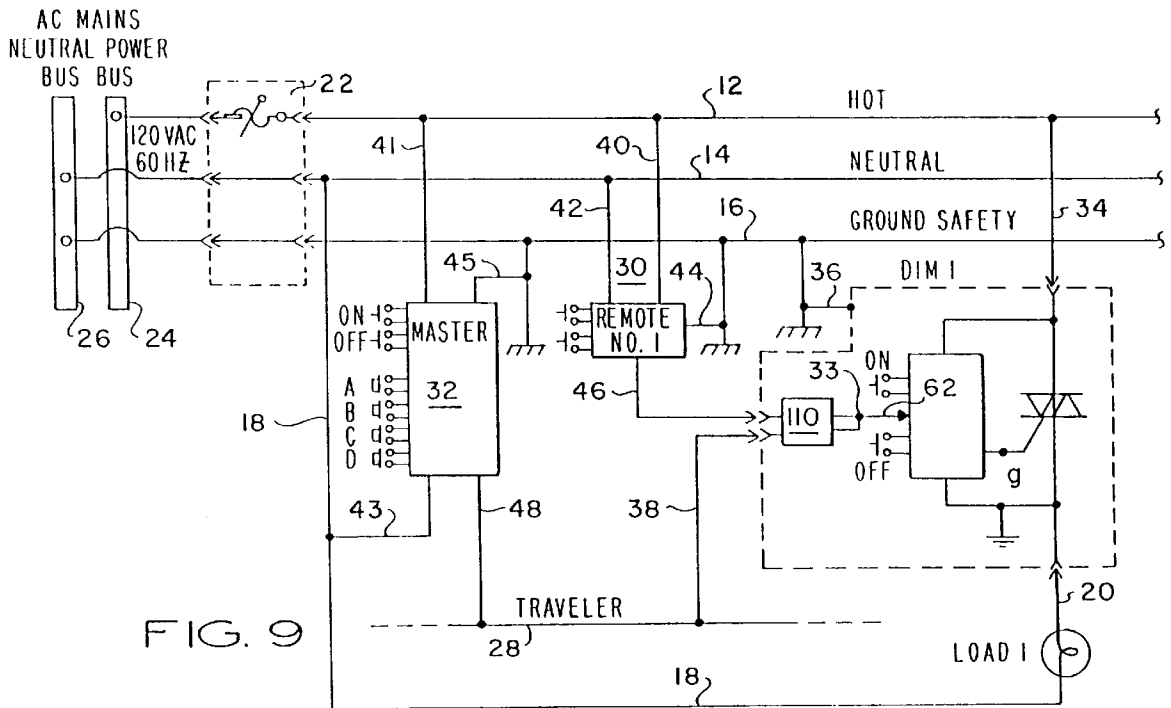 AC MAINS
NEUTRAL POWER
BUS BUS
22
12
HOT
120 VAC
60 HZ
41
40
14
NEUTRAL
42
16
GROUND SAFETY
34
45
30
44
36
DIM 1
26
24
ON
OFF
MASTER
REMOTE
NO. 1
32
A
B
C
D
46
33
ON
62
110
18
OFF
g
43
48
38
20
TRAVELER
28
FIG. 9
LOAD 1
18